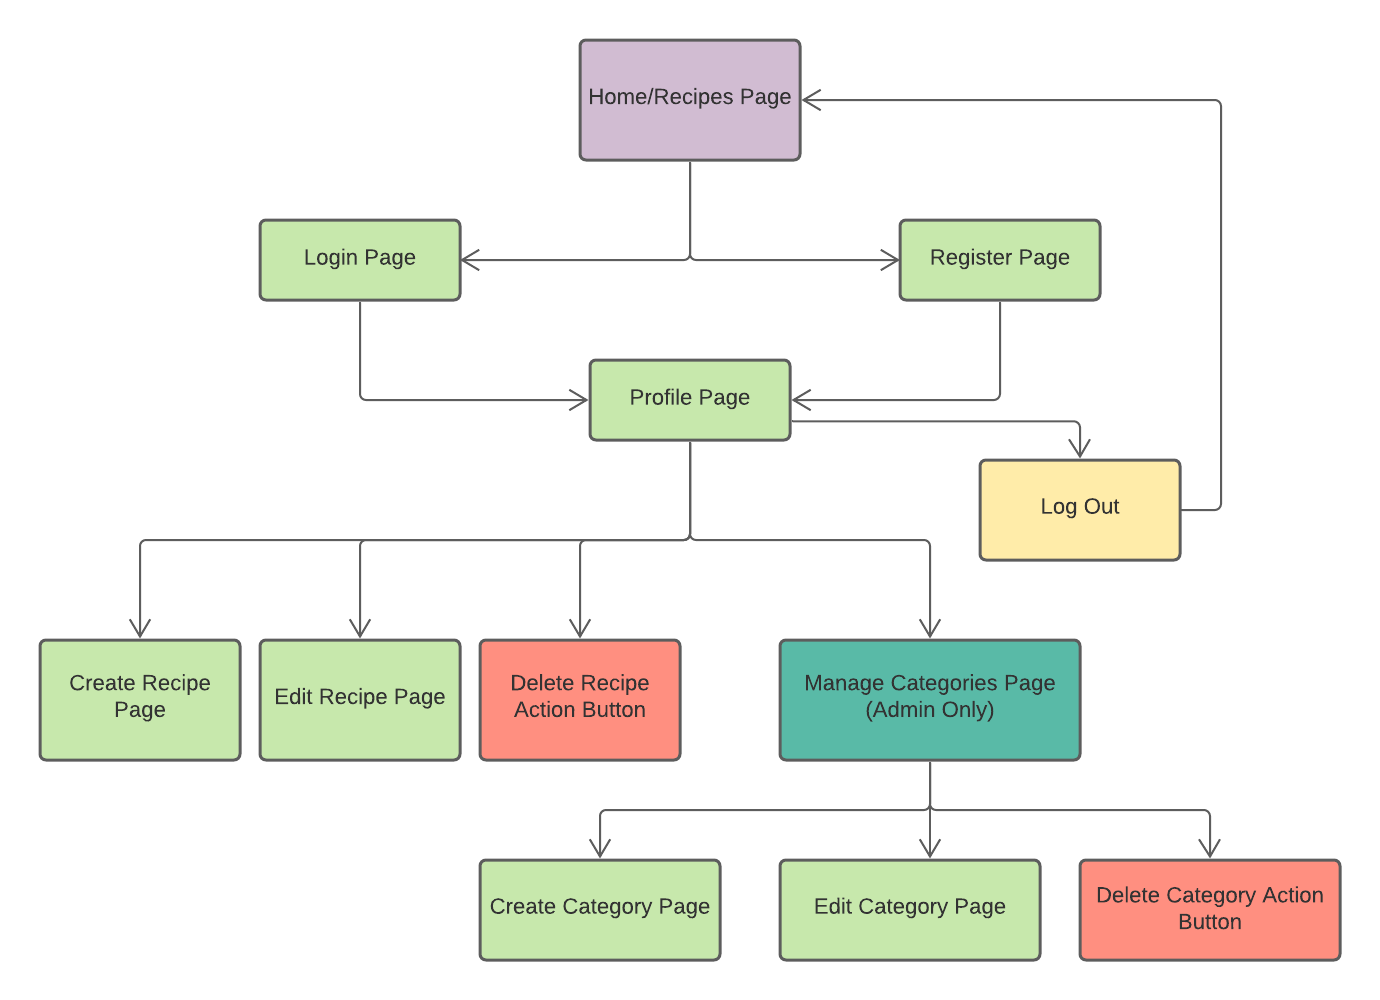 Home/Recipes Page
Login Page
Register Page
Profile Page
Log Out
Create Recipe
Page
Edit Recipe Page
Delete Recipe
Action Button
Manage Categories Page
(Admin Only)
Create Category Page
Edit Category Page
Delete Category Action
Button